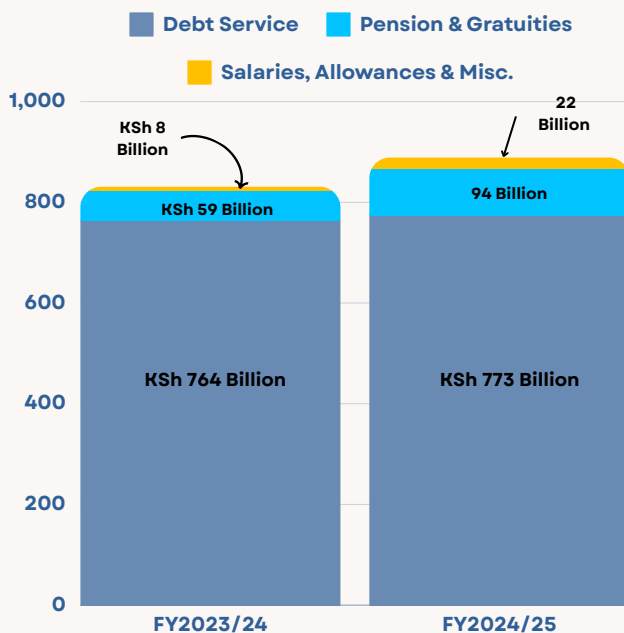 Debt Service
Pension & Gratuities
Salaries, Allowances & Misc.
1,000
800
600
400
200
0
KSh 8
Billion
KSh 59 Billion
KSh 764 Billion
22
Billion
94 Billion
KSh 773 Billion
FY2023/24
FY2024/25